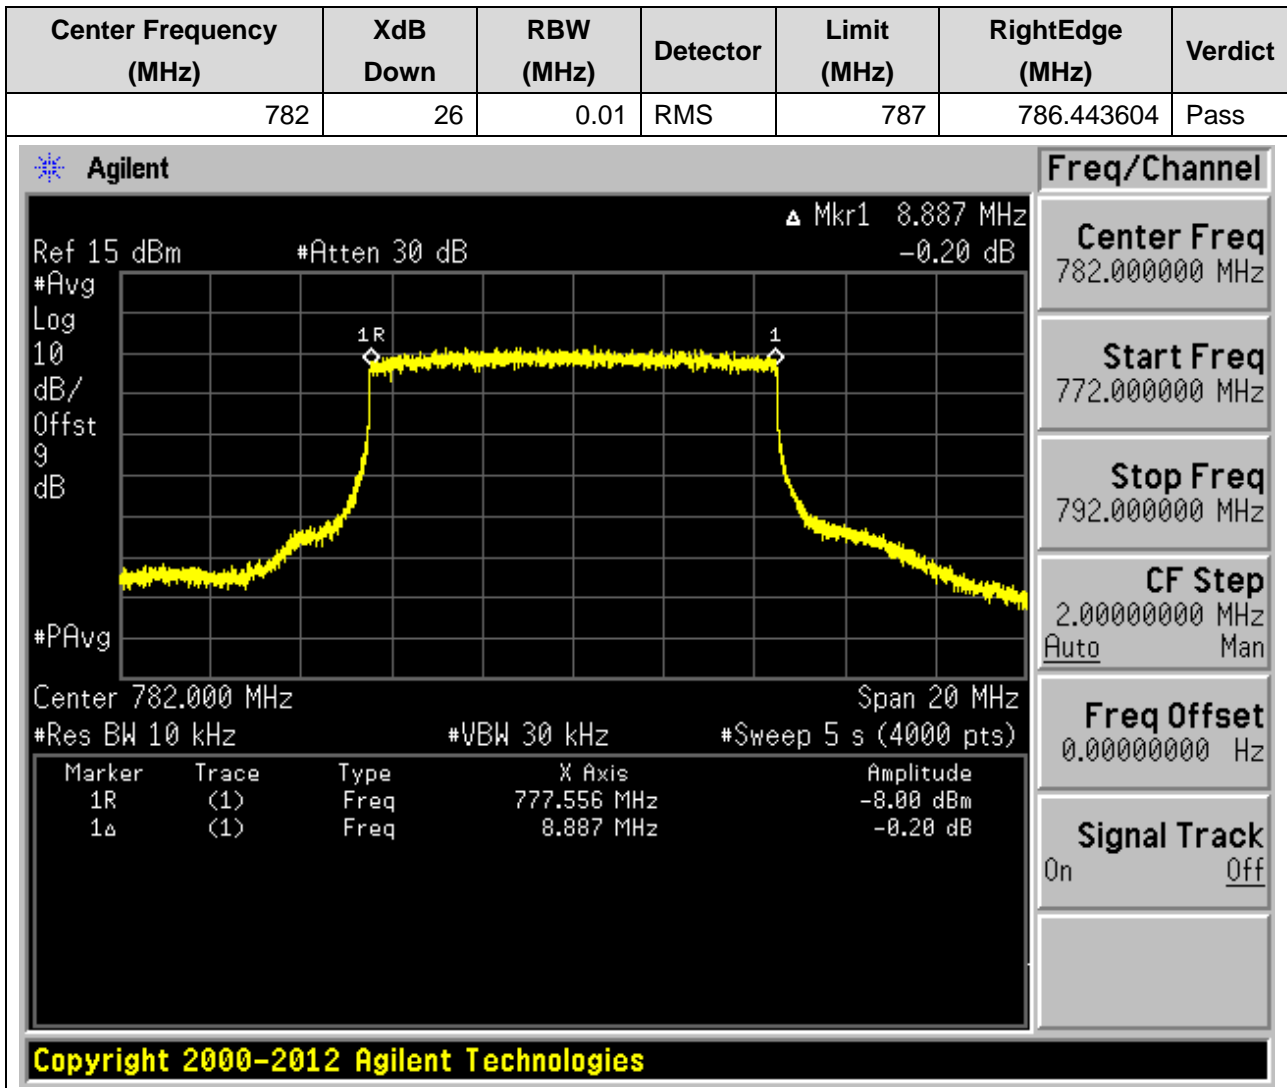 Center Frequency (MHz) XdB Down RBW (MHz) Detector Limit (MHz) RightEdge (MHz) Verdict
782 26 0.01 RMS 787 786.443604 Pass
Agilent
Δ Mkr1 8.887 MHz
Ref 15 dBm #Atten 30 dB -0.20 dB
#Avg
Log
10
dB/
Offst
9
dB
1R 1
#PAvg
Center 782.000 MHz Span 20 MHz
#Res BW 10 kHz #VBW 30 kHz #Sweep 5 s (4000 pts)
Marker Trace Type X Axis Amplitude
1R (1) Freq 777.556 MHz -8.00 dBm
1Δ (1) Freq 8.887 MHz -0.20 dB
Freq/Channel
Center Freq
782.000000 MHz
Start Freq
772.000000 MHz
Stop Freq
792.000000 MHz
CF Step
2.00000000 MHz
Auto Man
Freq Offset
0.00000000 Hz
Signal Track
On Off
Copyright 2000-2012 Agilent Technologies